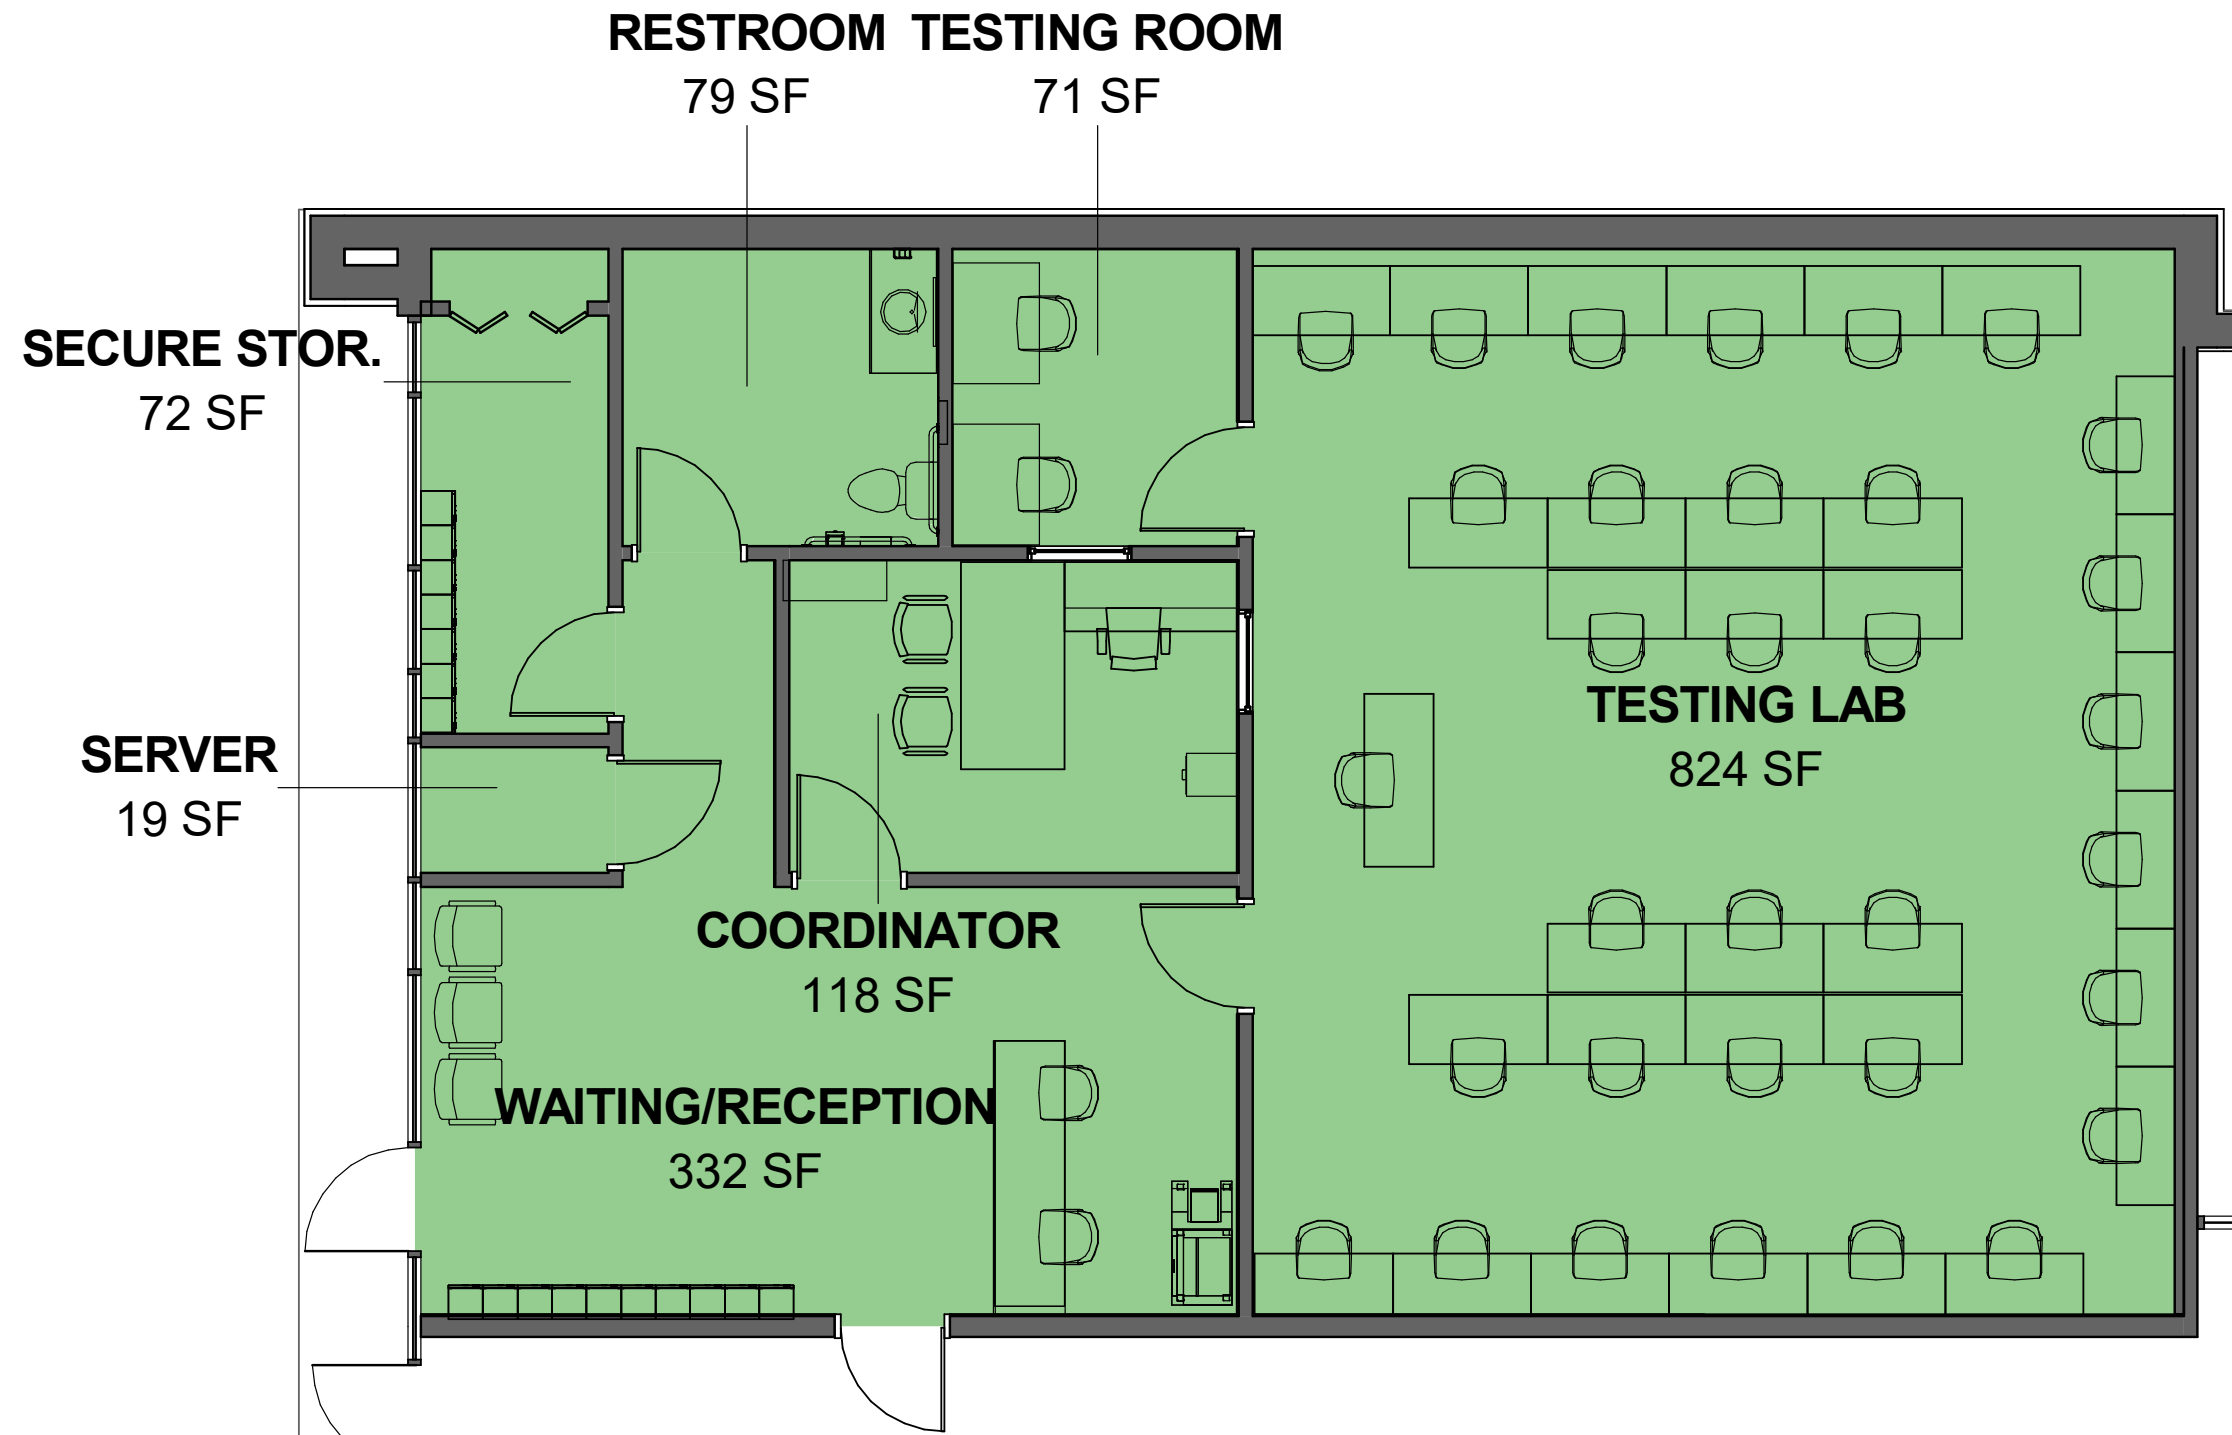 RESTROOM
79 SF
TESTING ROOM
71 SF
SECURE STOR.
72 SF
SERVER
19 SF
TESTING LAB
824 SF
COORDINATOR
118 SF
WAITING/RECEPTION
332 SF